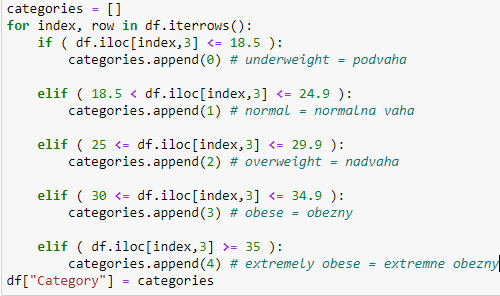 categories = []
for index, row in df.iterrows():
    if ( df.iloc[index,3] <= 18.5 ):
        categories.append(0) # underweight = podvaha

    elif ( 18.5 < df.iloc[index,3] <= 24.9 ):
        categories.append(1) # normal = normalna vaha

    elif ( 25 <= df.iloc[index,3] <= 29.9 ):
        categories.append(2) # overweight = nadvaha

    elif ( 30 <= df.iloc[index,3] <= 34.9 ):
        categories.append(3) # obese = obezny

    elif ( df.iloc[index,3] >= 35 ):
        categories.append(4) # extremely obese = extremne obezny
df["Category"] = categories